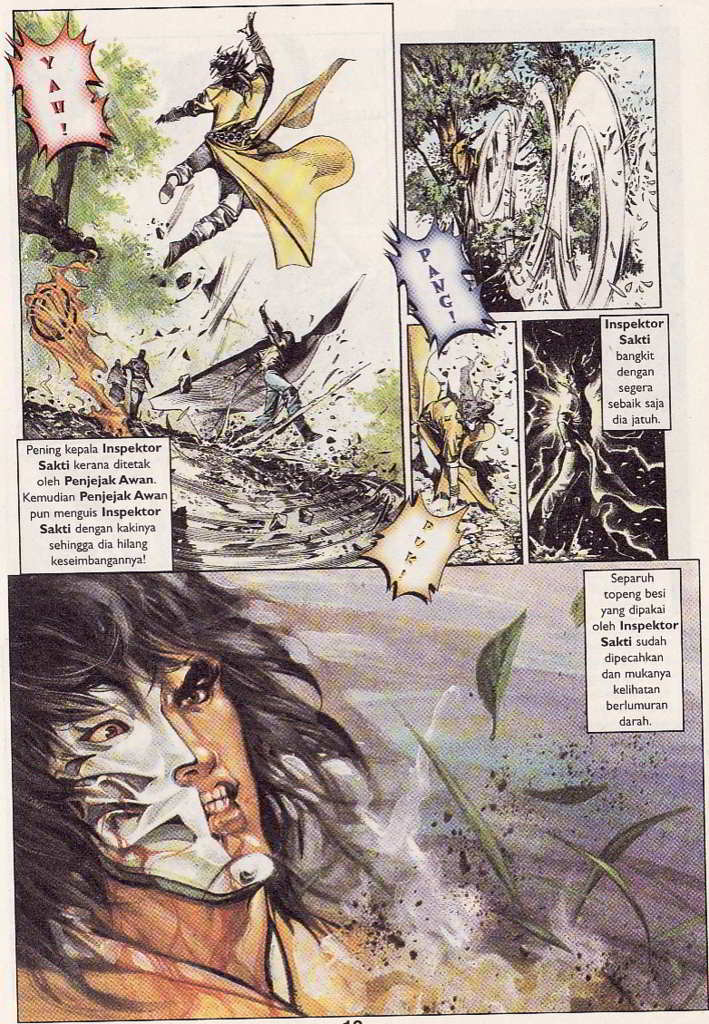 YAH!
Pening kepala Inspektor
Sakti kerana ditetak
oleh Penjejak Awan.
Kemudian Penjejak Awan
pun menguis Inspektor
Sakti dengan kakinya
sehingga dia hilang
keseimbangannya!
PANG!
PUK!
Inspektor
Sakti
bangkit
dengan
segera
sebaik saja
dia jatuh.
Separuh
topeng besi
yang dipakai
oleh Inspektor
Sakti sudah
dipecahkan
dan mukanya
kelihatan
berlumuran
darah.